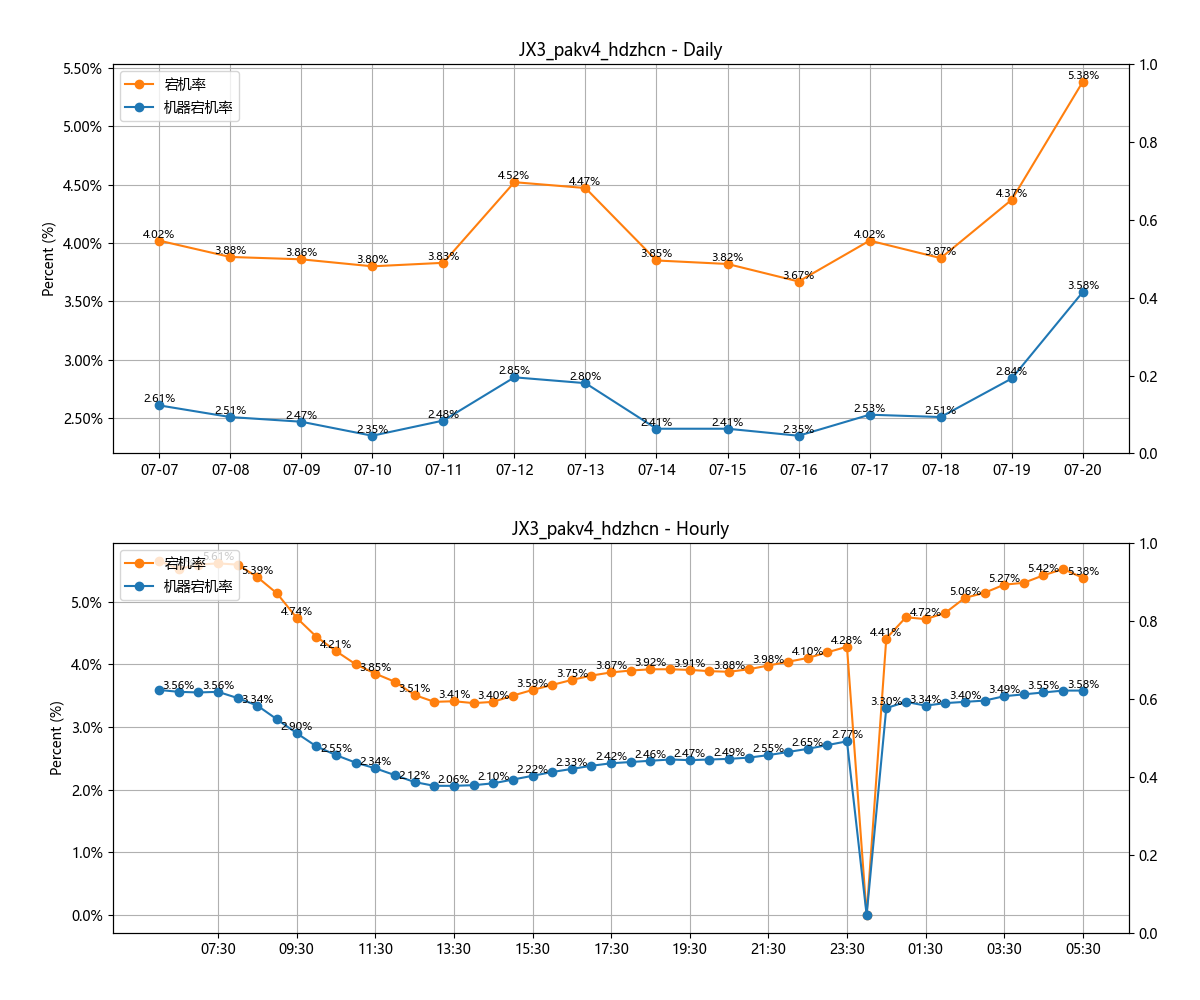 JX3_pakv4_hdzhcn - Daily
宕机率
机器宕机率
Percent (%)
5.50%
5.00%
4.50%
4.00%
3.50%
3.00%
2.50%
1.0
0.8
0.6
0.4
0.2
0.0
4.02% 3.88% 3.86% 3.80% 3.83% 4.52% 4.47% 3.85% 3.82% 3.67% 4.02% 3.87% 4.37% 5.38%
2.61% 2.51% 2.47% 2.35% 2.48% 2.85% 2.80% 2.41% 2.41% 2.35% 2.53% 2.51% 2.84% 3.58%
07-07 07-08 07-09 07-10 07-11 07-12 07-13 07-14 07-15 07-16 07-17 07-18 07-19 07-20
JX3_pakv4_hdzhcn - Hourly
宕机率
机器宕机率
Percent (%)
5.0%
4.0%
3.0%
2.0%
1.0%
0.0%
1.0
0.8
0.6
0.4
0.2
0.0
5.61% 5.39% 4.74% 4.21% 3.85% 3.51% 3.41% 3.40% 3.59% 3.75% 3.87% 3.92% 3.91% 3.88% 3.98% 4.10% 4.28% 4.41% 4.72% 5.06% 5.27% 5.42% 5.38%
3.56% 3.56% 3.34% 2.90% 2.55% 2.34% 2.12% 2.06% 2.10% 2.22% 2.33% 2.42% 2.46% 2.47% 2.49% 2.55% 2.65% 2.77% 3.30% 3.34% 3.40% 3.49% 3.55% 3.58%
07:30 09:30 11:30 13:30 15:30 17:30 19:30 21:30 23:30 01:30 03:30 05:30